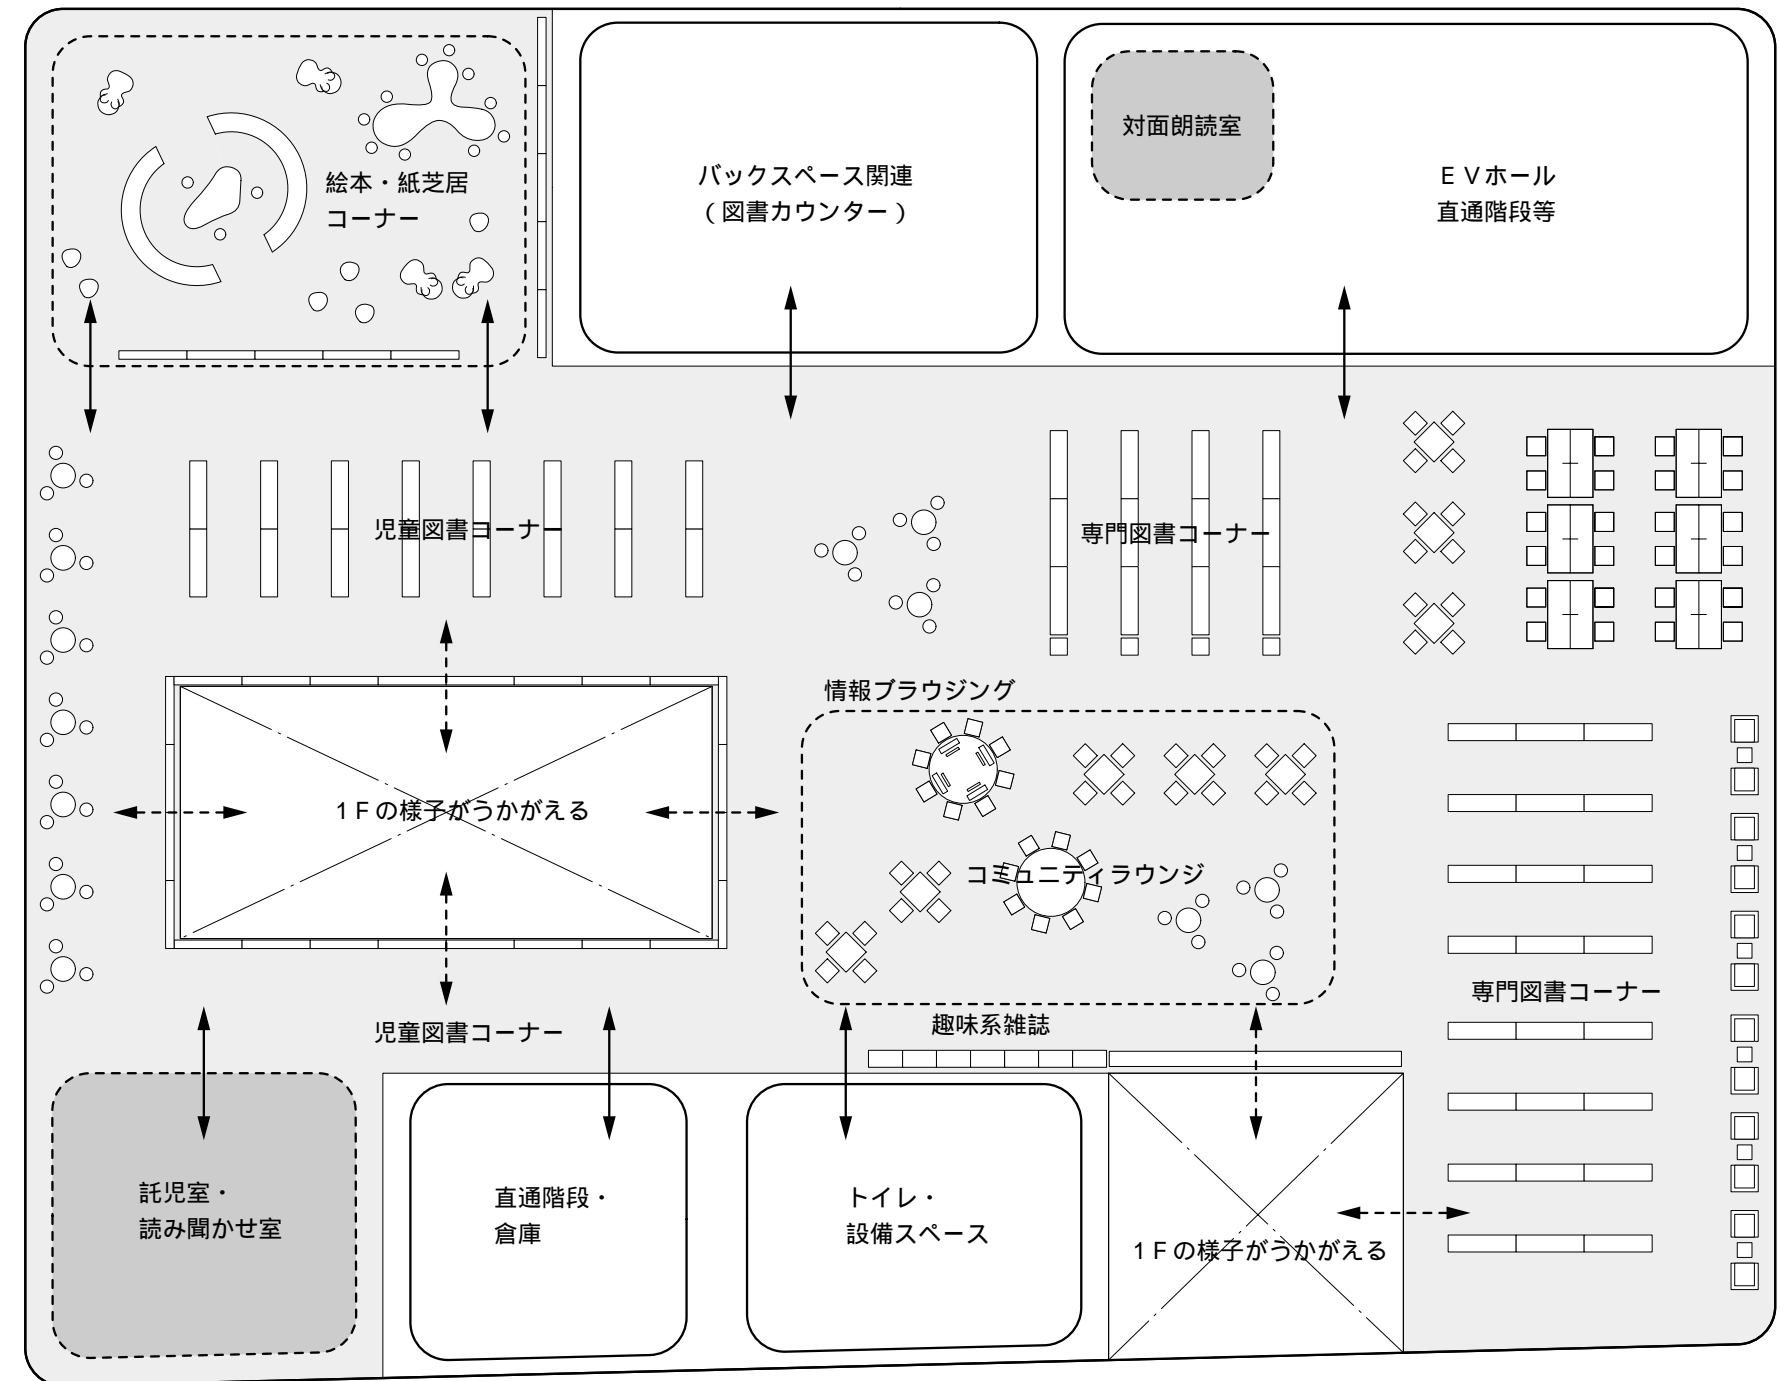 対面朗読室
絵本・紙芝居
コーナー
バックスペース関連
（図書カウンター）
ＥＶホール
直通階段等
児童図書コーナー
専門図書コーナー
情報ブラウジング
１Ｆの様子がうかがえる
コミュニティラウンジ
専門図書コーナー
趣味系雑誌
児童図書コーナー
託児室・
読み聞かせ室
直通階段・
倉庫
トイレ・
設備スペース
１Ｆの様子がうかがえる